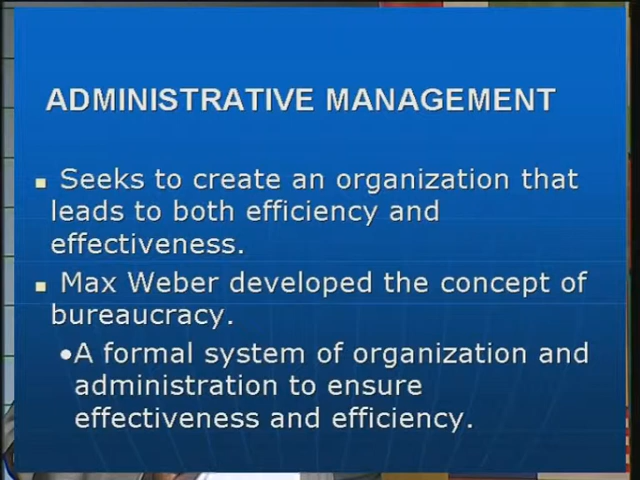 ADMINISTRATIVE MANAGEMENT
■ Seeks to create an organization that
leads to both efficiency and
effectiveness.
■ Max Weber developed the concept of
bureaucracy.
•A formal system of organization and
administration to ensure
effectiveness and efficiency.